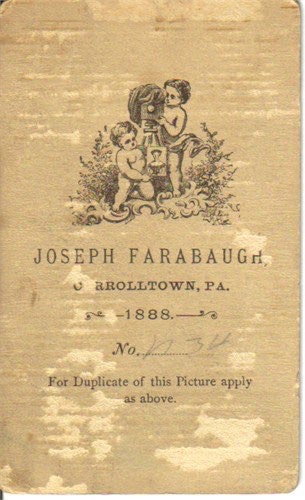 JOSEPH FARABAUGH,
C RROLLTOWN, PA.
-1888.-
No.
For Duplicate of this Picture apply
as above.